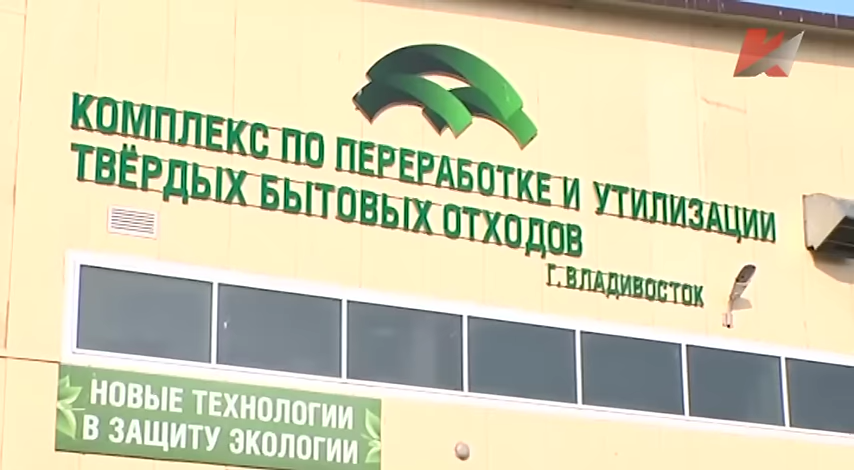 КОМПЛЕКС ПО ПЕРЕРАБОТКЕ И УТИЛИЗАЦИИ
ТВЁРДЫХ БЫТОВЫХ ОТХОДОВ
Г. ВЛАДИВОСТОК
НОВЫЕ ТЕХНОЛОГИИ
В ЗАЩИТУ ЭКОЛОГИИ